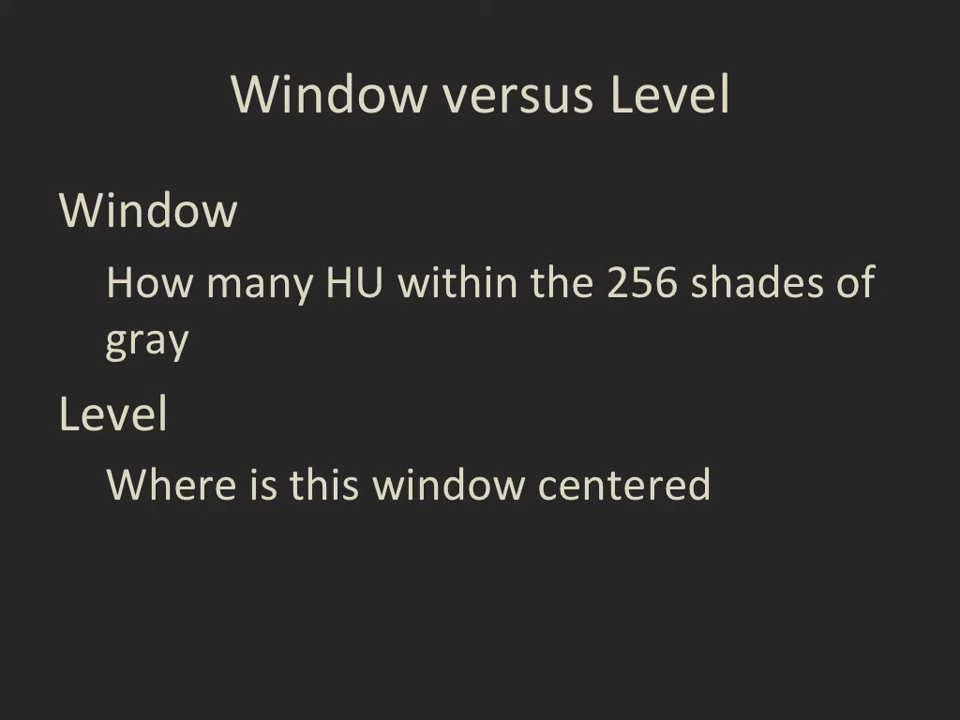 Window versus Level
Window
How many HU within the 256 shades of
gray
Level
Where is this window centered